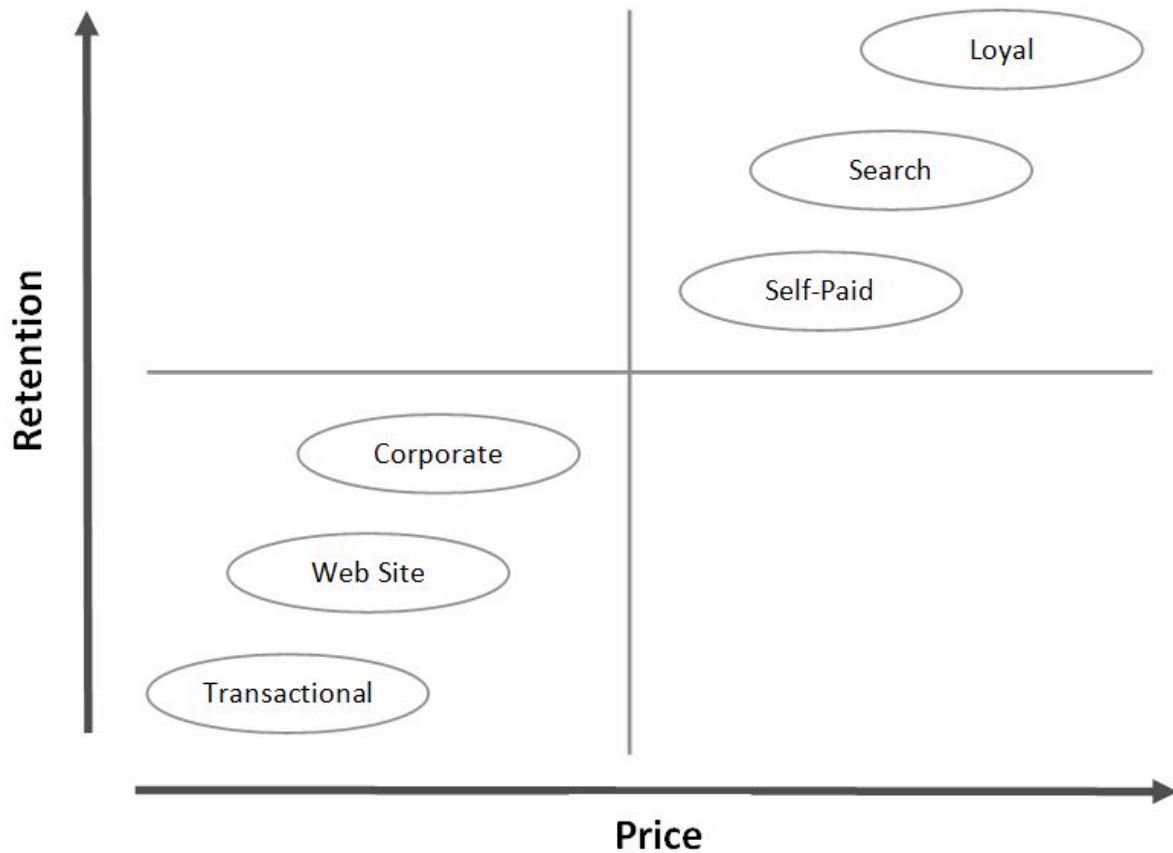 Loyal
Search
Self-Paid
Retention
Corporate
Web Site
Transactional
Price